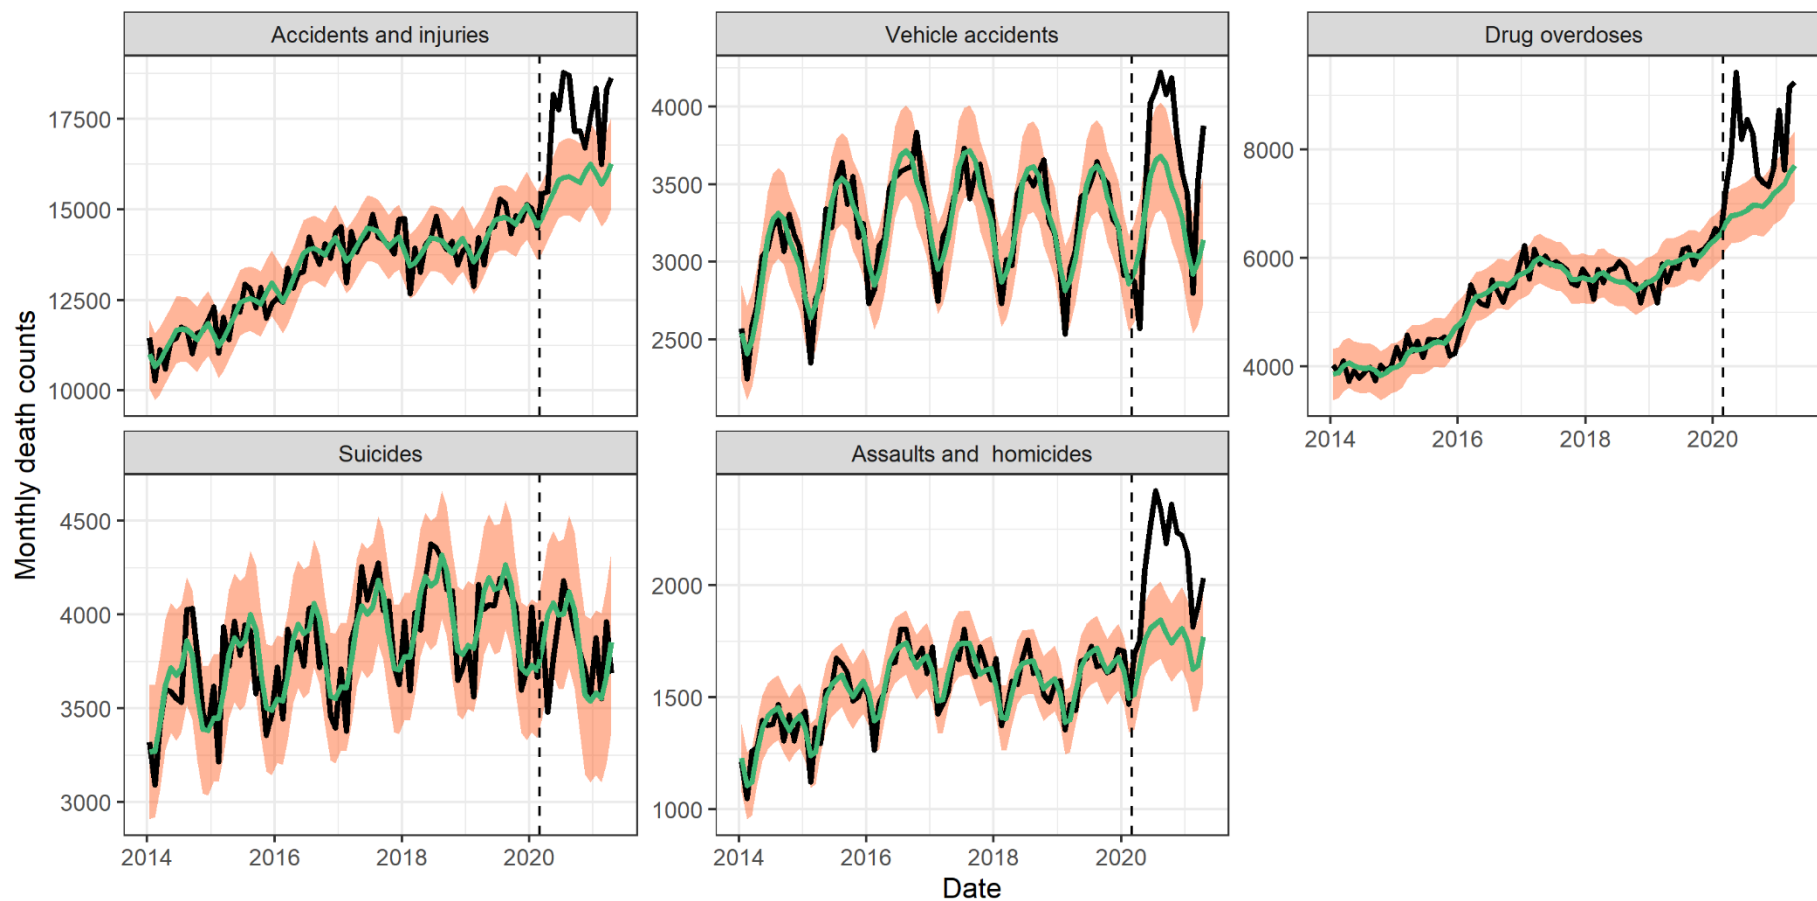 Accidents and injuries
Vehicle accidents
Drug overdoses
17500
15000
12500
10000
4000
3500
3000
2500
8000
6000
4000
2014 2016 2018 2020
Suicides
Assaults and homicides
4500
4000
3500
3000
2000
1500
1000
2014 2016 2018 2020
2014 2016 2018 2020
Monthly death counts
Date